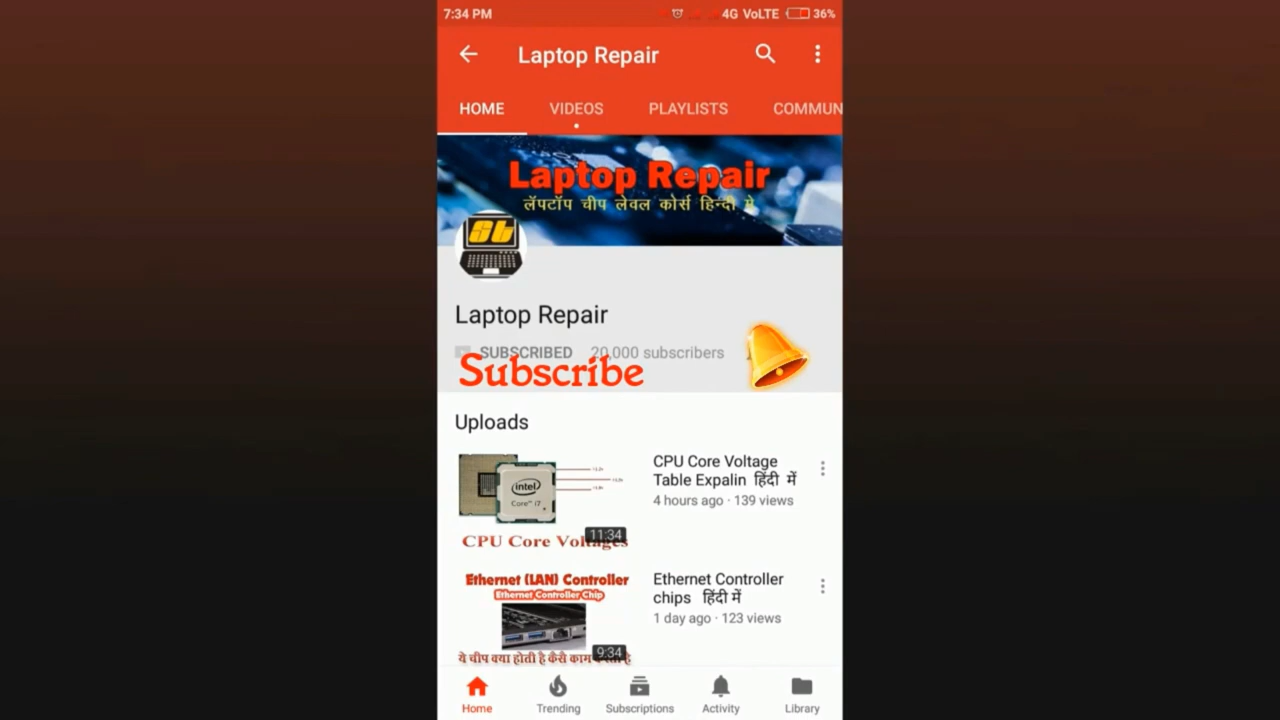 7:34 PM 4G VoLTE 36%
Laptop Repair
HOME VIDEOS PLAYLISTS COMMUN
Laptop Repair
लॅपटॉप चीप लेवल कोर्स हिन्दी मे
Laptop Repair
SUBSCRIBED 20,000 subscribers
Subscribe
Uploads
intel
Core i7
11:34
CPU Core Voltages
CPU Core Voltage
Table Expalin हिंदी में
4 hours ago · 139 views
Ethernet (LAN) Controller
Ethernet Controller Chip
9:34
ये चीप क्या होती है कैसे काम करती है
Ethernet Controller
chips हिंदी में
1 day ago · 123 views
Home Trending Subscriptions Activity Library